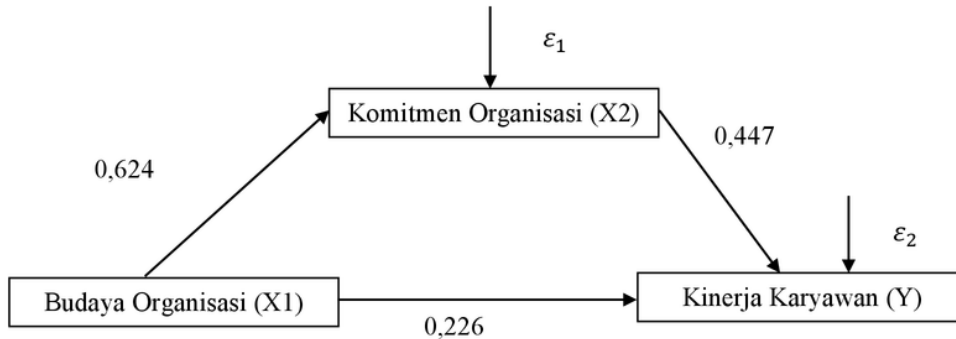 ε₁
Komitmen Organisasi (X2)
0,624
0,447
ε₂
Budaya Organisasi (X1)
0,226
Kinerja Karyawan (Y)